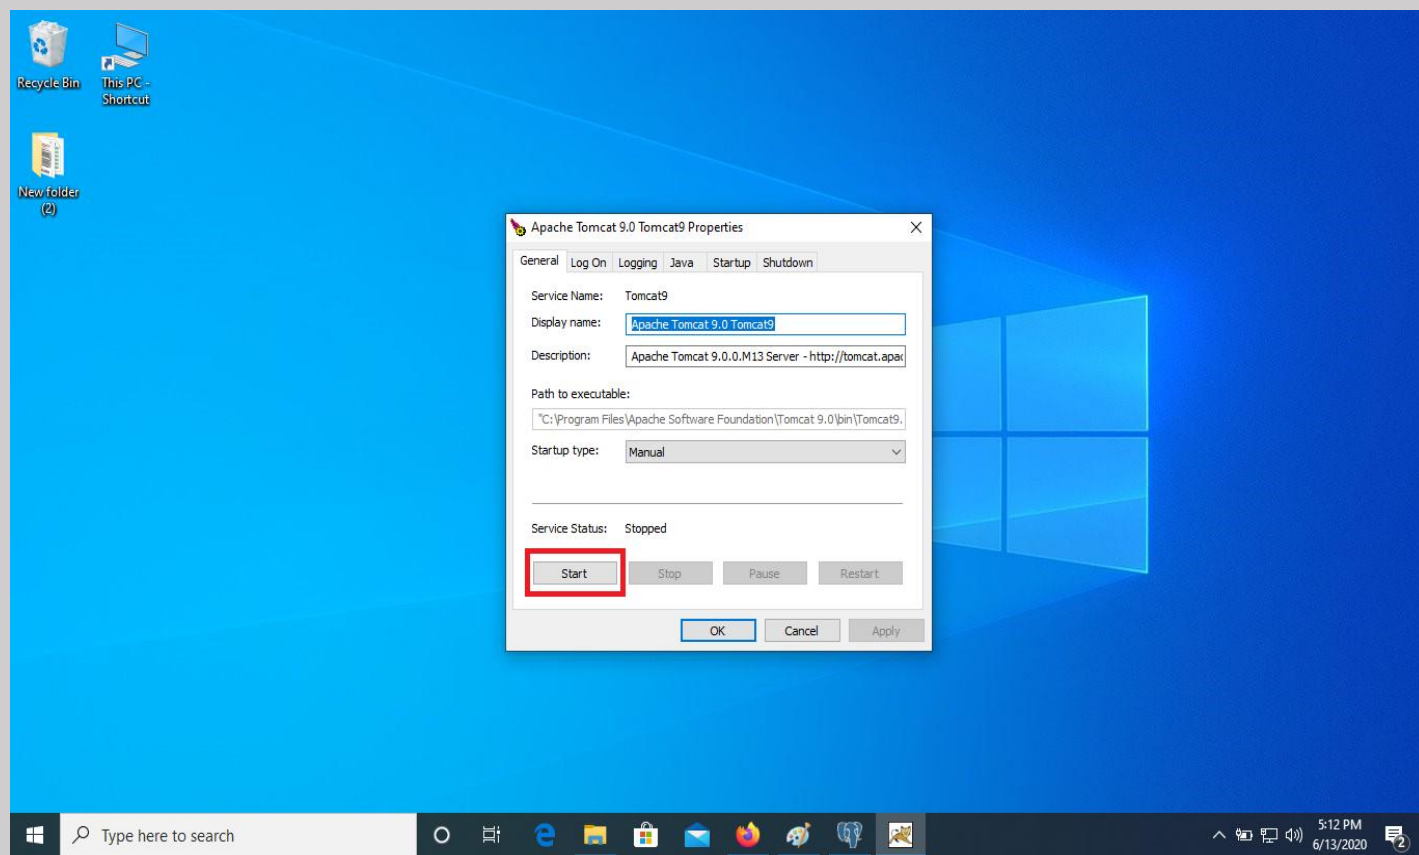 Recycle Bin
This PC -
Shortcut
New folder
(2)
Apache Tomcat 9.0 Tomcat9 Properties
General Log On Logging Java Startup Shutdown
Service Name: Tomcat9
Display name: Apache Tomcat 9.0 Tomcat9
Description: Apache Tomcat 9.0.0.M13 Server - http://tomcat.apac
Path to executable:
"C:\Program Files\Apache Software Foundation\Tomcat 9.0\bin\Tomcat9.
Startup type: Manual
Service Status: Stopped
Start Stop Pause Restart
OK Cancel Apply
Type here to search
5:12 PM
6/13/2020
2